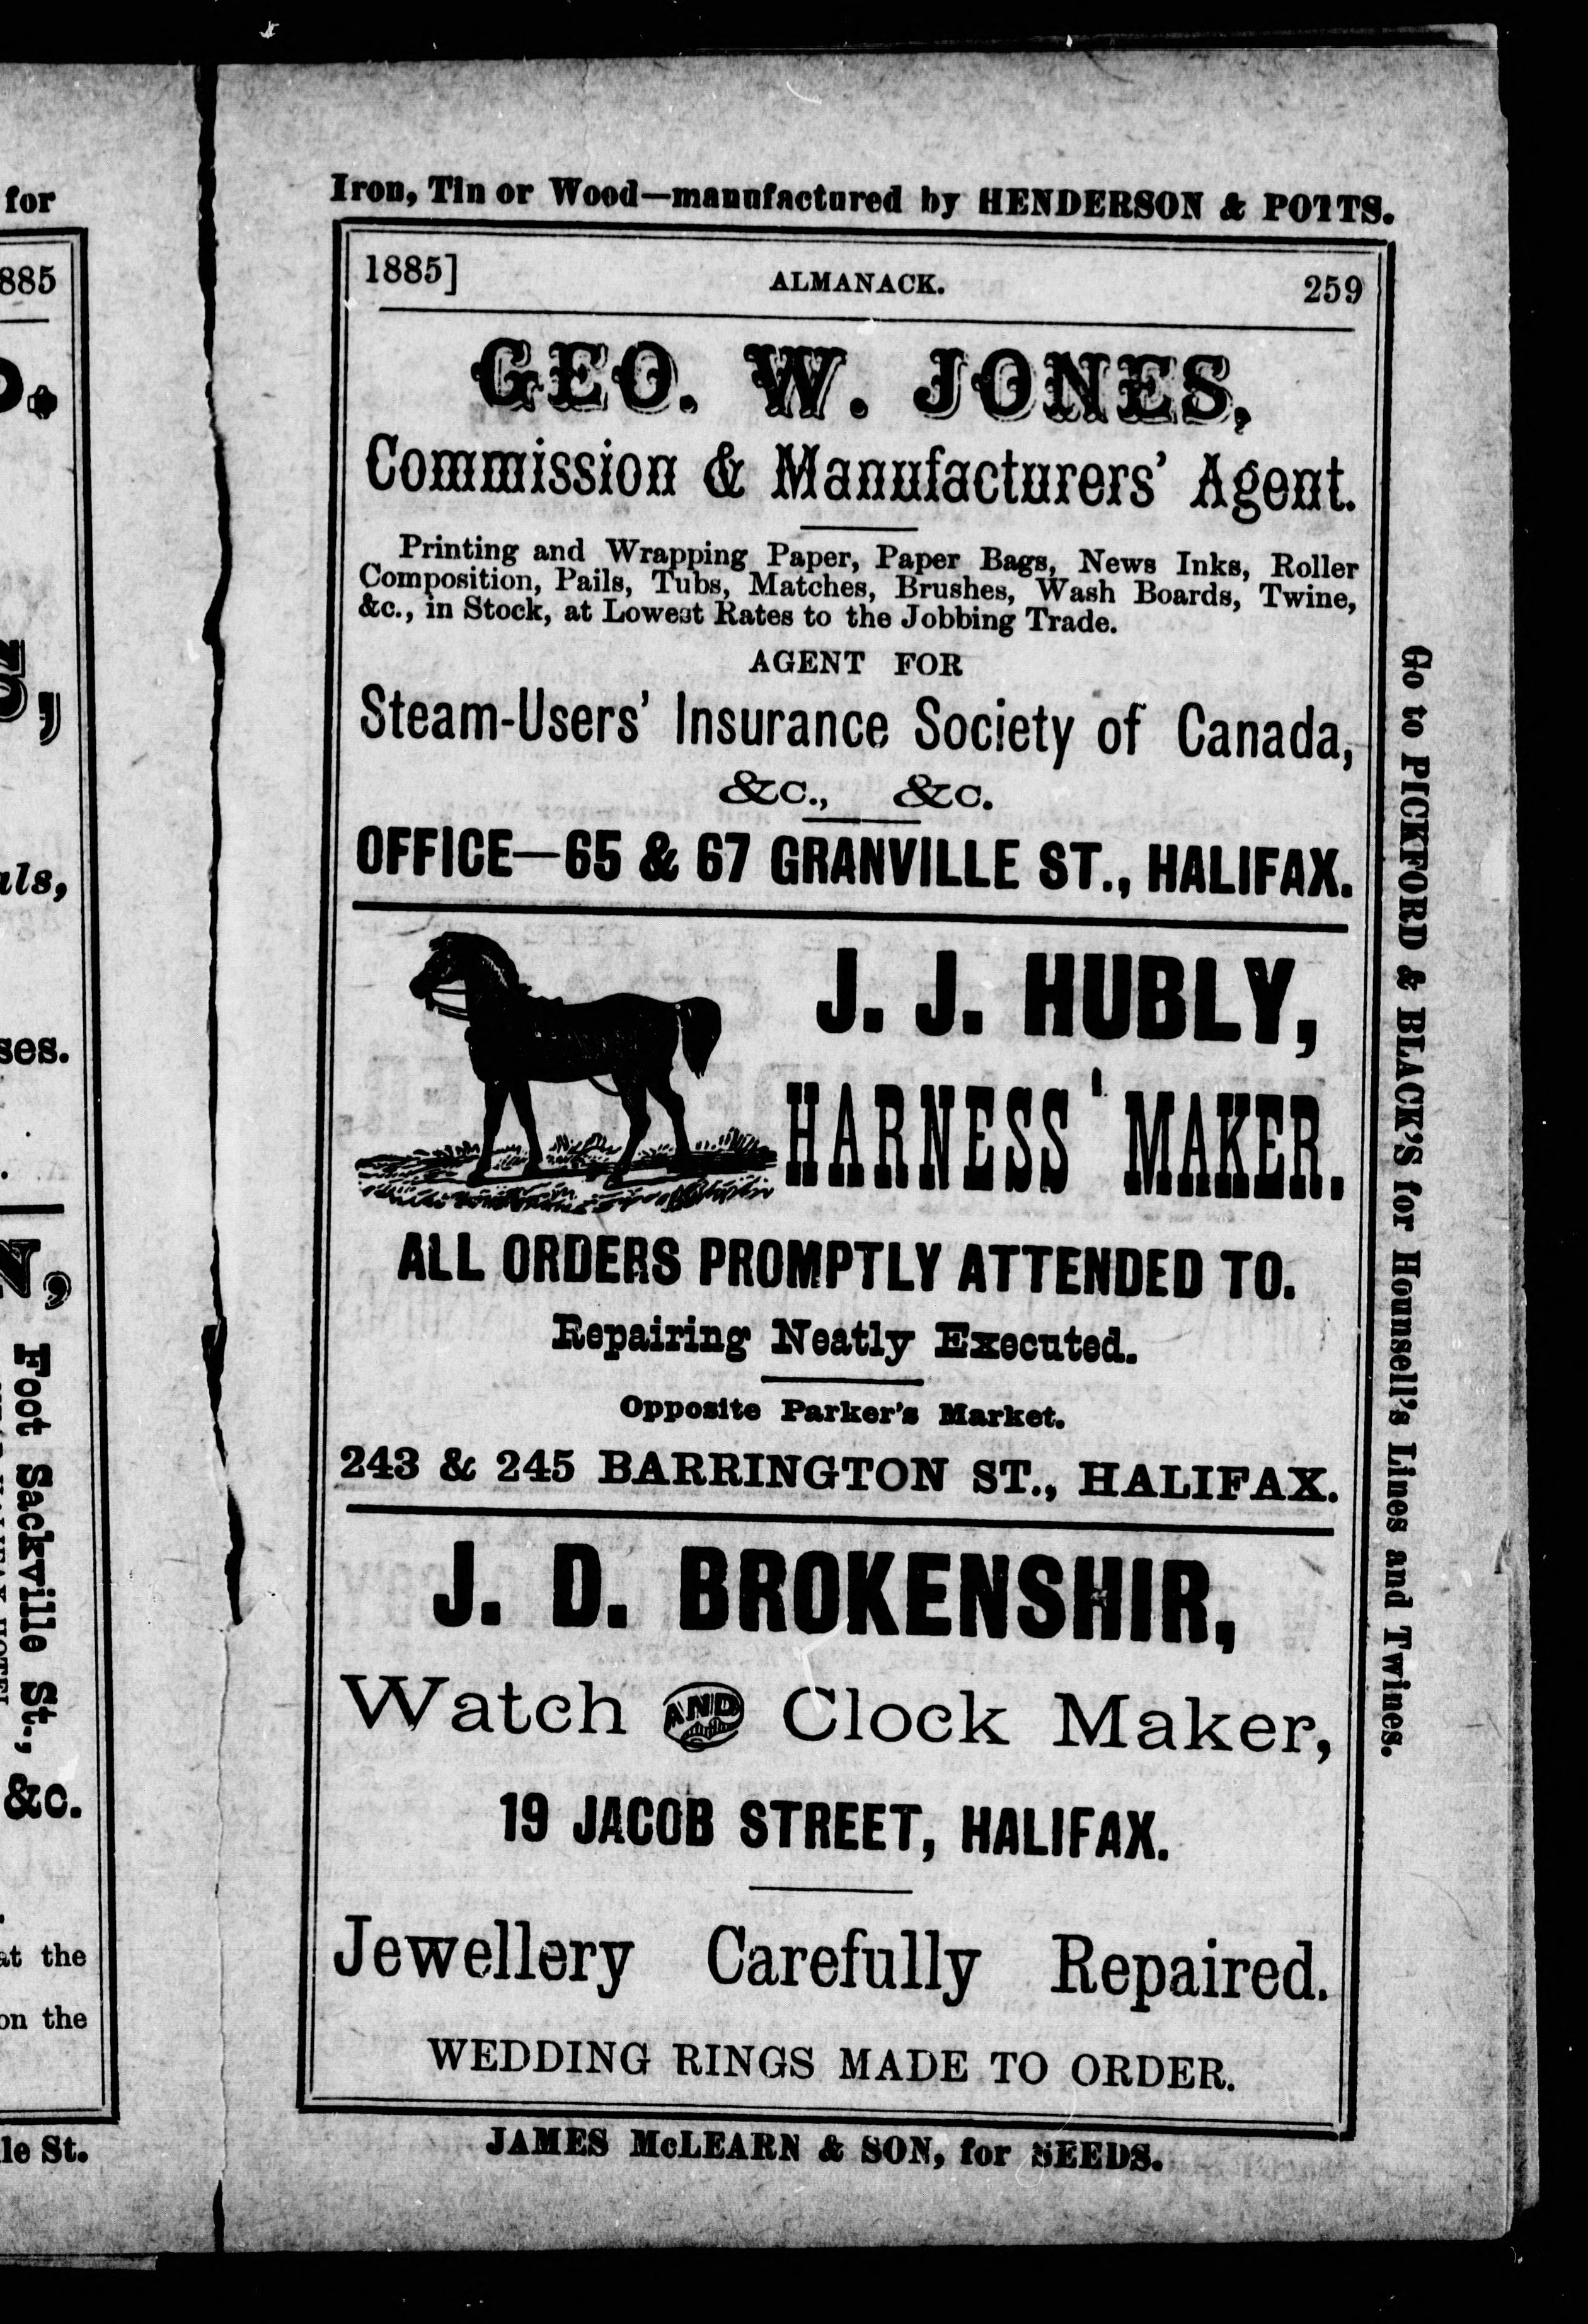 for
885
als,
ses.
Foot Sackville St.,
&c.
at the
on the
le St.
Iron, Tin or Wood—manufactured by HENDERSON & POTTS.
1885] ALMANACK. 259
GEO. W. JONES,
Commission & Manufacturers' Agent.
Printing and Wrapping Paper, Paper Bags, News Inks, Roller
Composition, Pails, Tubs, Matches, Brushes, Wash Boards, Twine,
&c., in Stock, at Lowest Rates to the Jobbing Trade.
AGENT FOR
Steam-Users' Insurance Society of Canada,
&c., &c.
OFFICE—65 & 67 GRANVILLE ST., HALIFAX.
J. J. HUBLY,
HARNESS MAKER.
ALL ORDERS PROMPTLY ATTENDED TO.
Repairing Neatly Executed.
Opposite Parker's Market.
243 & 245 BARRINGTON ST., HALIFAX.
J. D. BROKENSHIR,
Watch AND Clock Maker,
19 JACOB STREET, HALIFAX.
Jewellery Carefully Repaired.
WEDDING RINGS MADE TO ORDER.
JAMES McLEARN & SON, for SEEDS.
Go to PICKFORD & BLACK'S for Hounsell's Lines and Twines.